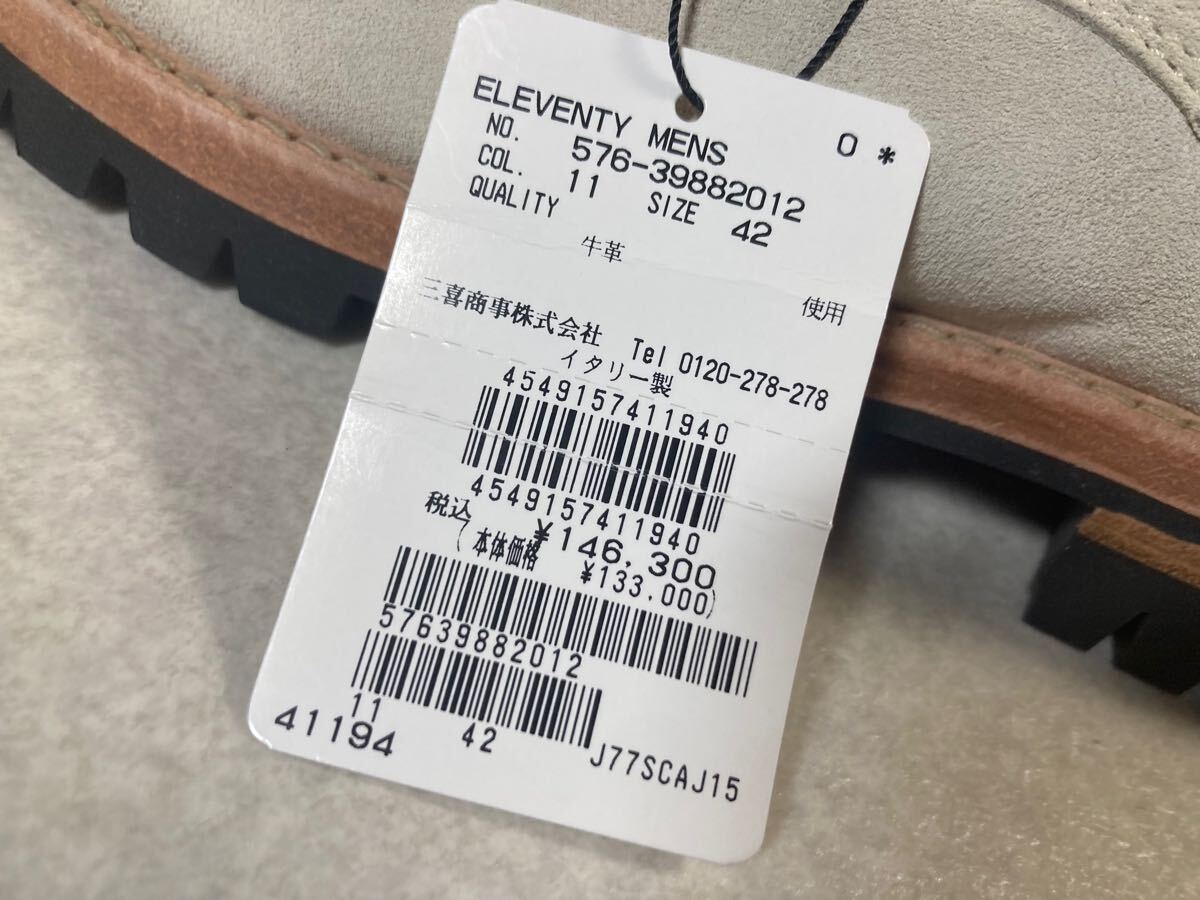 ELEVENTY MENS 0 *
NO. 576-39882012
COL. 11 SIZE 42
QUALITY
牛革 使用
三喜商事株式会社 Tel 0120-278-278
イタリー製
4549157411940
4549157411940
税込 ¥146,300
(本体価格 ¥133,000)
57639882012
11 42
41194 J77SCAJ15